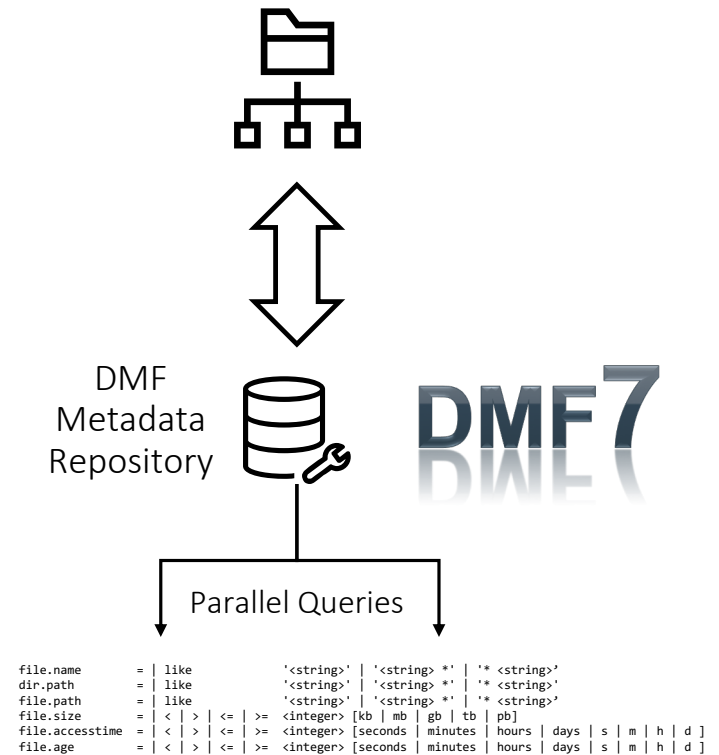 DMF
Metadata
Repository
DMF7
Parallel Queries
file.name = | like '<string>' | '<string> *' | '* <string>’
dir.path = | like '<string>' | '<string> *' | '* <string>'
file.path = | like '<string>' | '<string> *' | '* <string>’
file.size = | < | > | <= | >= <integer> [kb | mb | gb | tb | pb]
file.accesstime = | < | > | <= | >= <integer> [seconds | minutes | hours | days | s | m | h | d ]
file.age = | < | > | <= | >= <integer> [seconds | minutes | hours | days | s | m | h | d ]